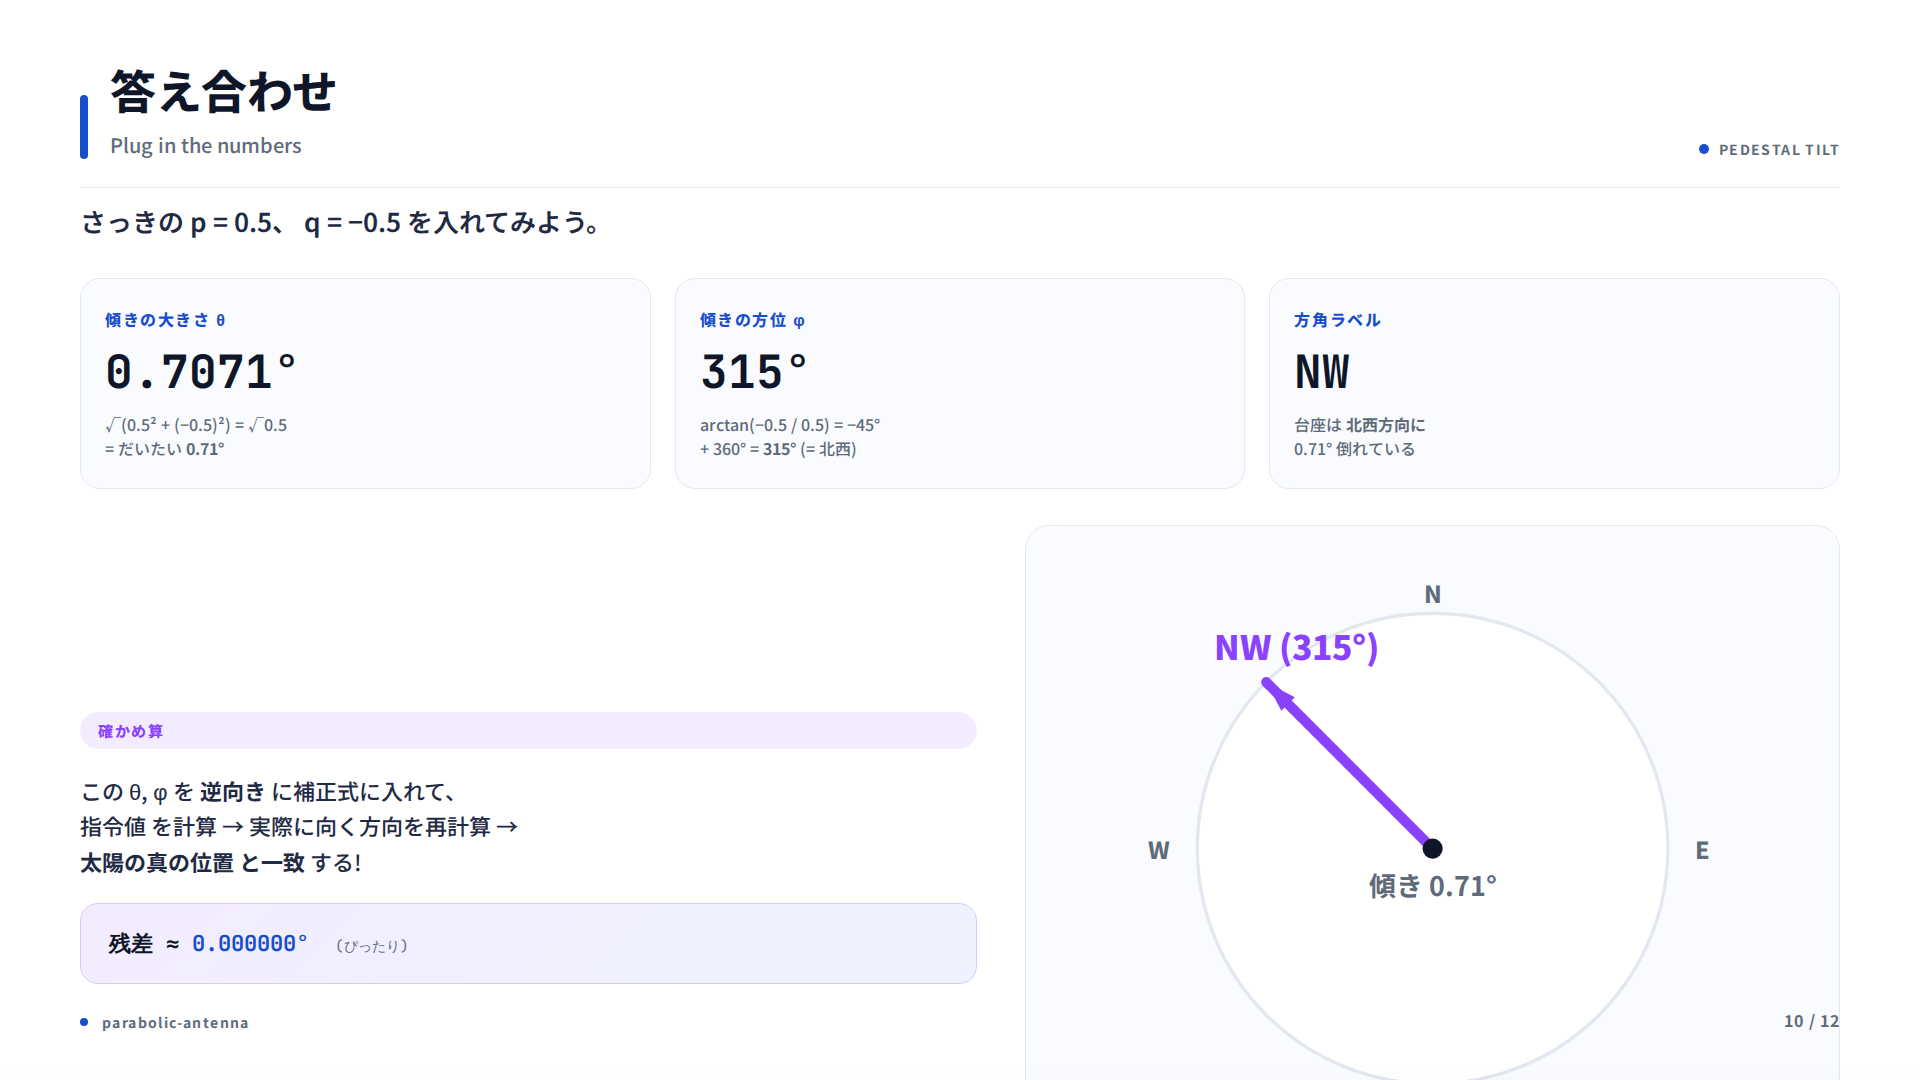 答え合わせ
Plug in the numbers
PEDESTAL TILT
さっきの p = 0.5、 q = −0.5 を入れてみよう。
傾きの大きさ θ
0.7071°
√(0.5² + (−0.5)²) = √0.5
= だいたい 0.71°
傾きの方位 φ
315°
arctan(−0.5 / 0.5) = −45°
+ 360° = 315° (= 北西)
方角ラベル
NW
台座は 北西方向に
0.71° 倒れている
確かめ算
この θ, φ を 逆向き に補正式に入れて、
指令値 を計算 → 実際に向く方向を再計算 →
太陽の真の位置 と一致 する!
残差 ≈ 0.000000° (ぴったり)
N
NW (315°)
W
E
傾き 0.71°
parabolic-antenna
10 / 12